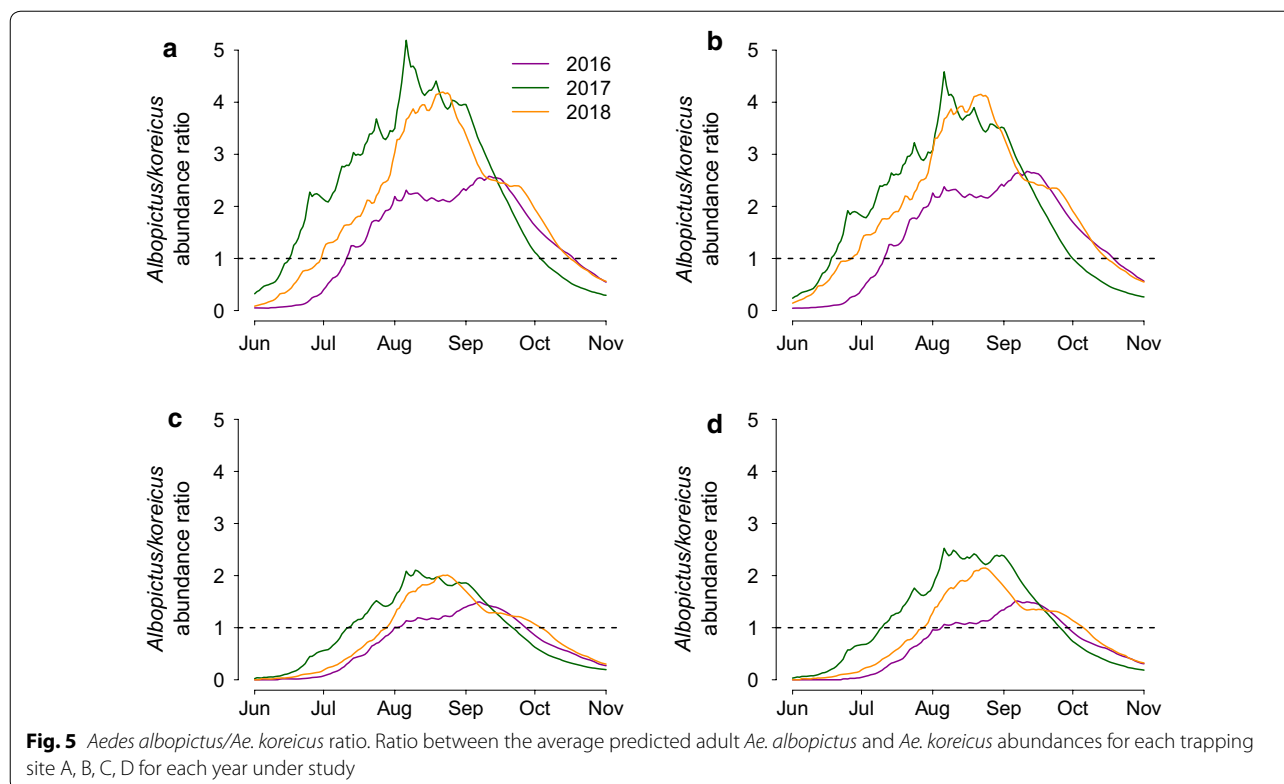 a
5
4
3
2
1
0
Albopictus/koreicus
abundance ratio
2016
2017
2018
Jun Jul Aug Sep Oct Nov
b
5
4
3
2
1
0
Albopictus/koreicus
abundance ratio
Jun Jul Aug Sep Oct Nov
c
5
4
3
2
1
0
Albopictus/koreicus
abundance ratio
Jun Jul Aug Sep Oct Nov
d
5
4
3
2
1
0
Albopictus/koreicus
abundance ratio
Jun Jul Aug Sep Oct Nov
Fig. 5 Aedes albopictus/Ae. koreicus ratio. Ratio between the average predicted adult Ae. albopictus and Ae. koreicus abundances for each trapping
site A, B, C, D for each year under study